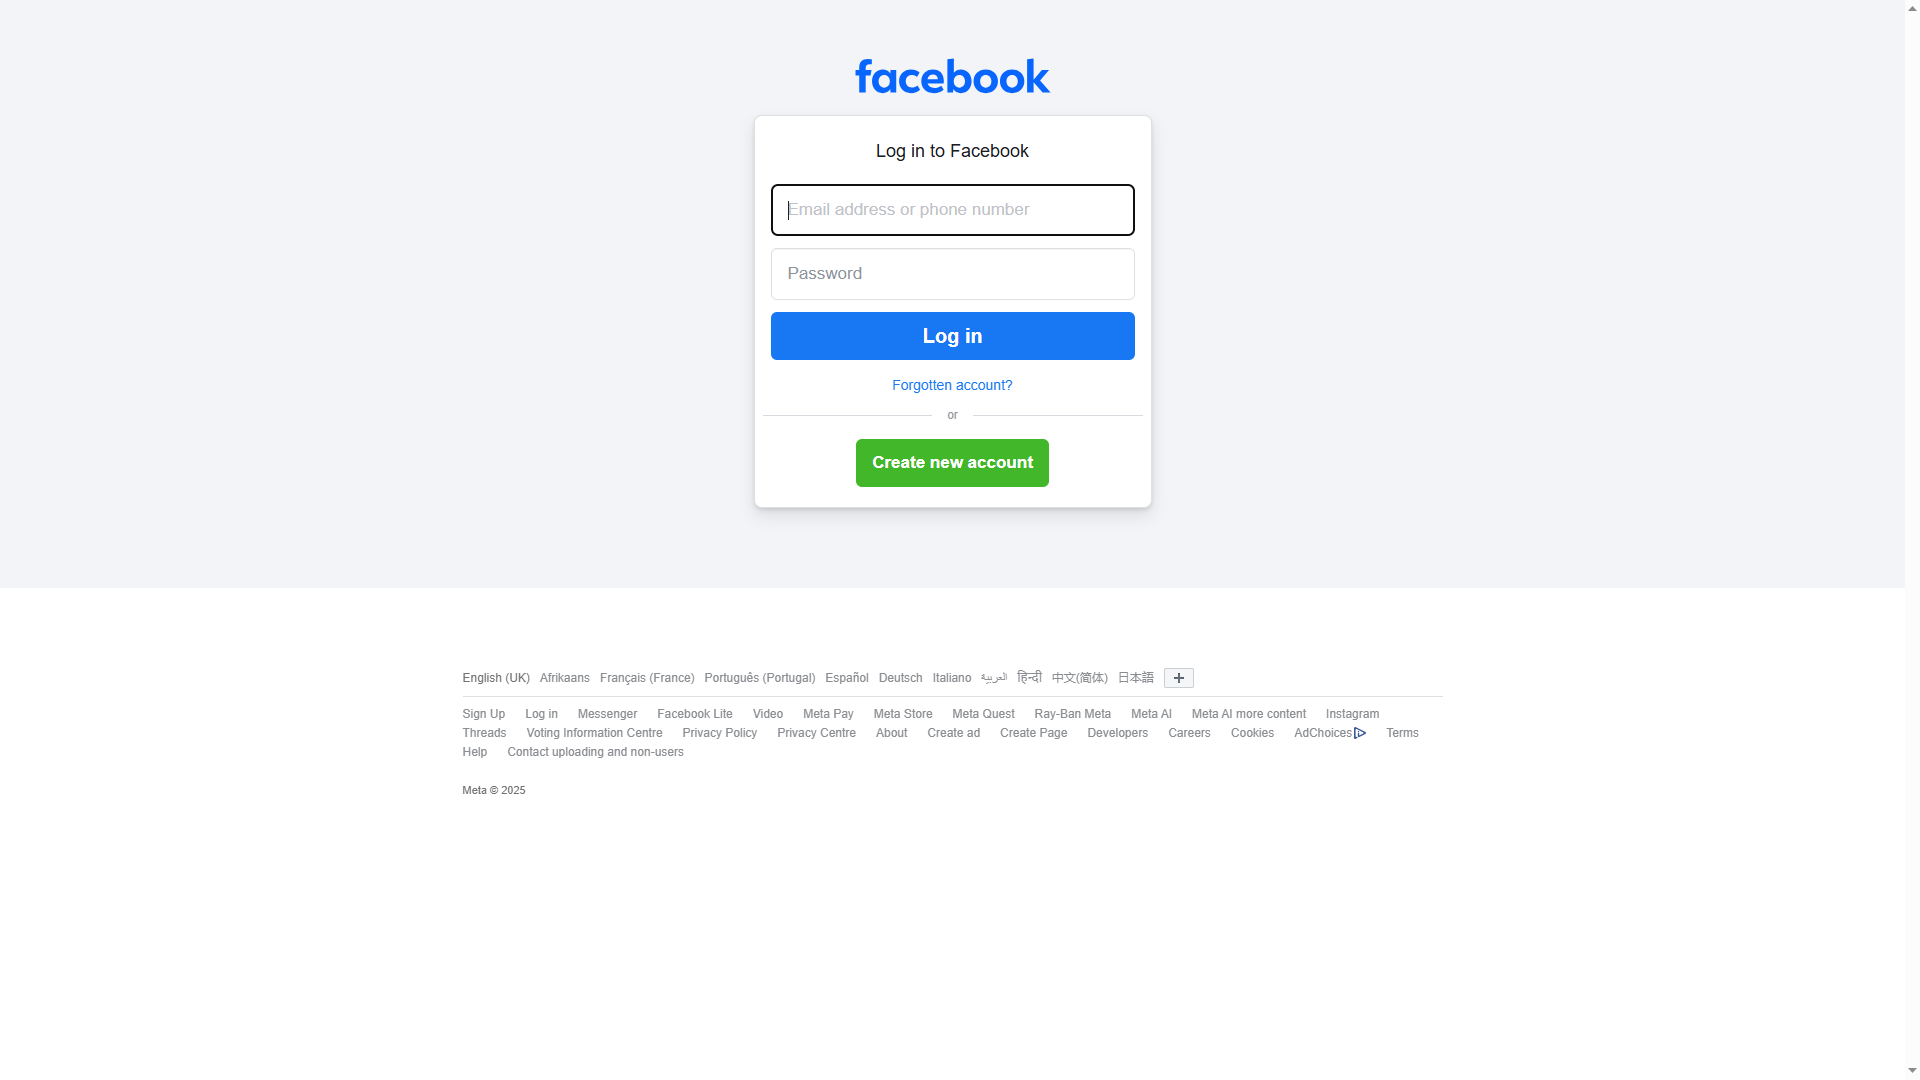 facebook
Log in to Facebook
Email address or phone number
Password
Log in
Forgotten account?
or
Create new account
English (UK) Afrikaans Français (France) Português (Portugal) Español Deutsch Italiano العربية हिन्दी 中文(简体) 日本語
Sign Up Log in Messenger Facebook Lite Video Meta Pay Meta Store Meta Quest Ray-Ban Meta Meta AI Meta AI more content Instagram
Threads Voting Information Centre Privacy Policy Privacy Centre About Create ad Create Page Developers Careers Cookies AdChoices Terms
Help Contact uploading and non-users
Meta © 2025